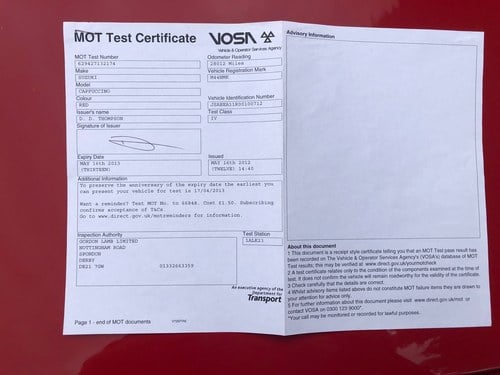 MOT Test Certificate
VOSA
Vehicle & Operator Services Agency
MOT Test Number
629427132174
Odometer Reading
28012 Miles
Make
SUZUKI
Vehicle Registration Mark
Model
CAPPUCCINO
Colour
RED
Vehicle Identification Number
Issuer's name
D. D. THOMPSON
Test Class
IV
Signature of Issuer
Expiry Date
MAY 16th 2013
(THIRTEEN)
Issued
MAY 16th 2012
(TWELVE) 14:40
Additional Information
To preserve the anniversary of the expiry date the earliest you
can present your vehicle for test is 17/04/2013
Want a reminder? Text MOT No. to 66848. Cost £1.50. Subscribing
confirms acceptance of T&Cs.
Go to www.direct.gov.uk/motreminders for information.
Inspection Authority
GORDON LAMB LIMITED
NOTTINGHAM ROAD
SPONDON
DERBY
DE21 7GW 01332663359
Test Station
An executive agency of the
Department for
Transport
Page 1 - end of MOT documents
Advisory Information
About this document
1 This document is a receipt style certificate telling you that an MOT Test pass result has
been recorded on The Vehicle & Operator Services Agency's (VOSA's) database of MOT
Test results; this may be verified at: www.direct.gov.uk/yourmotcheck.
2 A test certificate relates only to the condition of the components examined at the time of
test. It does not confirm the vehicle will remain roadworthy for the validity of the certificate.
3 Check carefully that the details are correct.
4 Whilst advisory items listed above do not constitute MOT failure items they are drawn to
your attention for advice only.
5 For further information about this document please visit www.direct.gov.uk/mot or
contact VOSA on 0300 123 9000*.
*Your call may be monitored or recorded for lawful purposes.